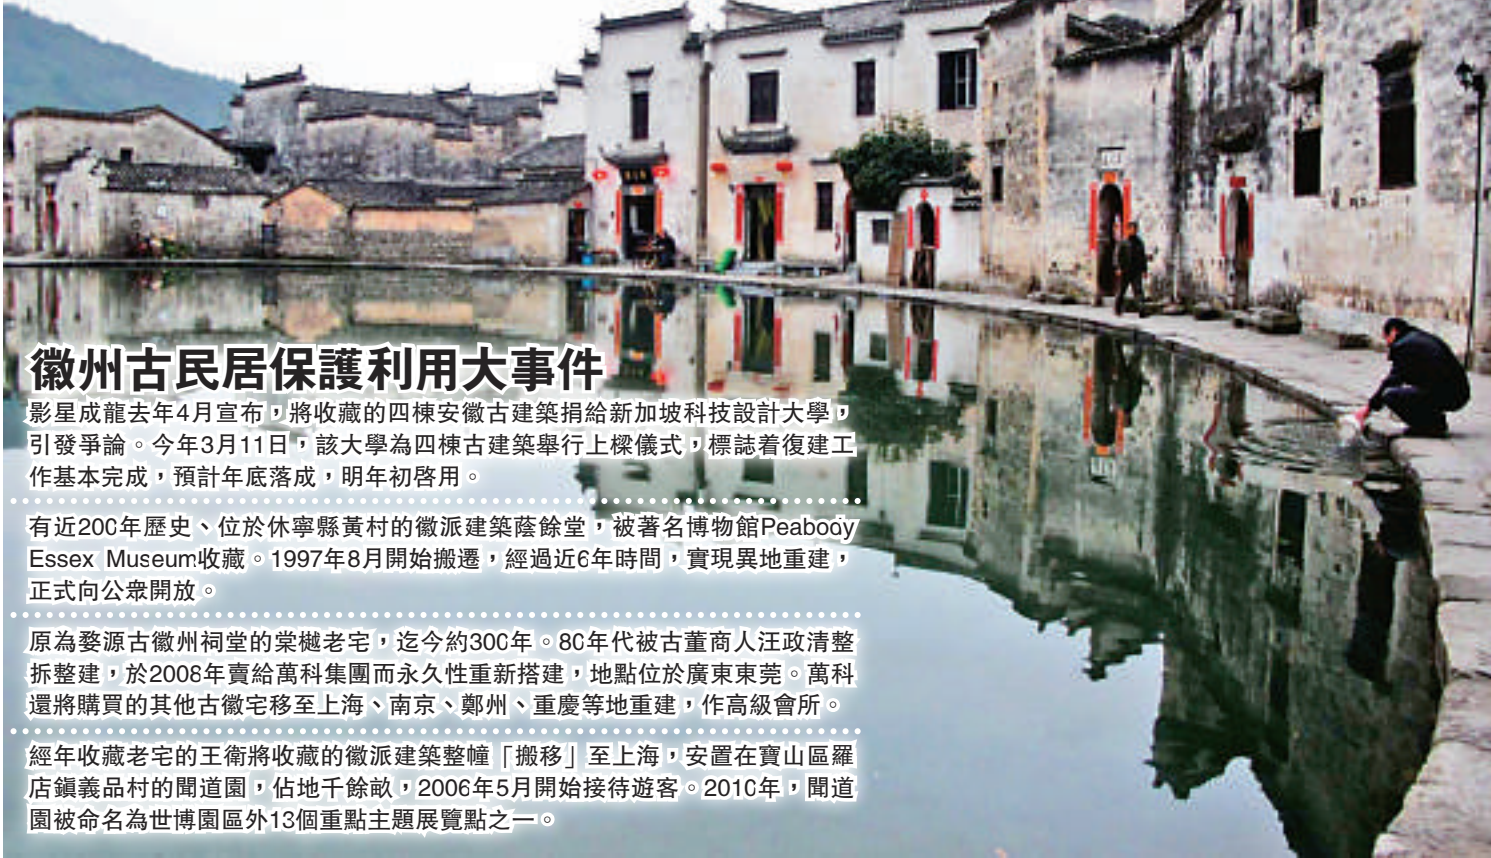 徽州古民居保護利用大事件
影星成龍去年4月宣布，將收藏的四棟安徽古建築捐給新加坡科技設計大學，
引發爭論。今年3月11日，該大學為四棟古建築舉行上樑儀式，標誌着復建工
作基本完成，預計年底落成，明年初啓用。
有近200年歷史、位於休寧縣黃村的徽派建築蔭餘堂，被著名博物館Peabody
Essex Museum收藏。1997年8月開始搬遷，經過近6年時間，實現異地重建，
正式向公眾開放。
原為婺源古徽州祠堂的棠樾老宅，迄今約300年。80年代被古董商人汪政清整
拆整建，於2008年賣給萬科集團而永久性重新搭建，地點位於廣東東莞。萬科
還將購買的其他古徽宅移至上海、南京、鄭州、重慶等地重建，作高級會所。
經年收藏老宅的王衛將收藏的徽派建築整幢「搬移」至上海，安置在寶山區羅
店鎮義品村的聞道園，佔地千餘畝，2006年5月開始接待遊客。2010年，聞道
園被命名為世博園區外13個重點主題展覽點之一。